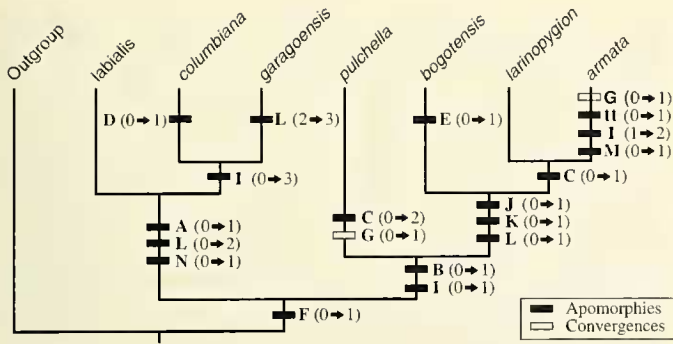 Outgroup
labialis
columbiana
garagoensis
pulchella
bogotensis
larinopygion
armata
G (0→1)
tt (0→1)
I (1→2)
M (0→1)
D (0→1)
L (2→3)
E (0→1)
I (0→3)
C (0→1)
A (0→1)
L (0→2)
N (0→1)
C (0→2)
G (0→1)
J (0→1)
K (0→1)
L (0→1)
B (0→1)
I (0→1)
F (0→1)
Apomorphies
Convergences